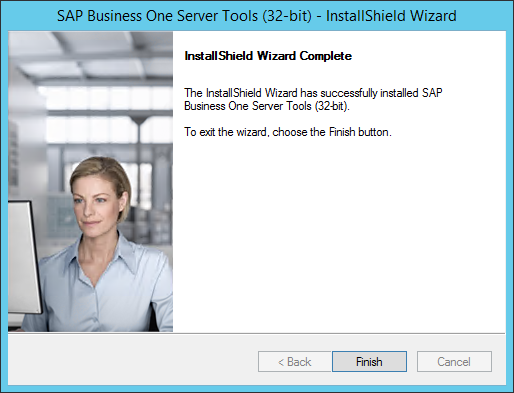 SAP Business One Server Tools (32-bit) - InstallShield Wizard
InstallShield Wizard Complete
The InstallShield Wizard has successfully installed SAP
Business One Server Tools (32-bit).
To exit the wizard, choose the Finish button.
< Back
Finish
Cancel